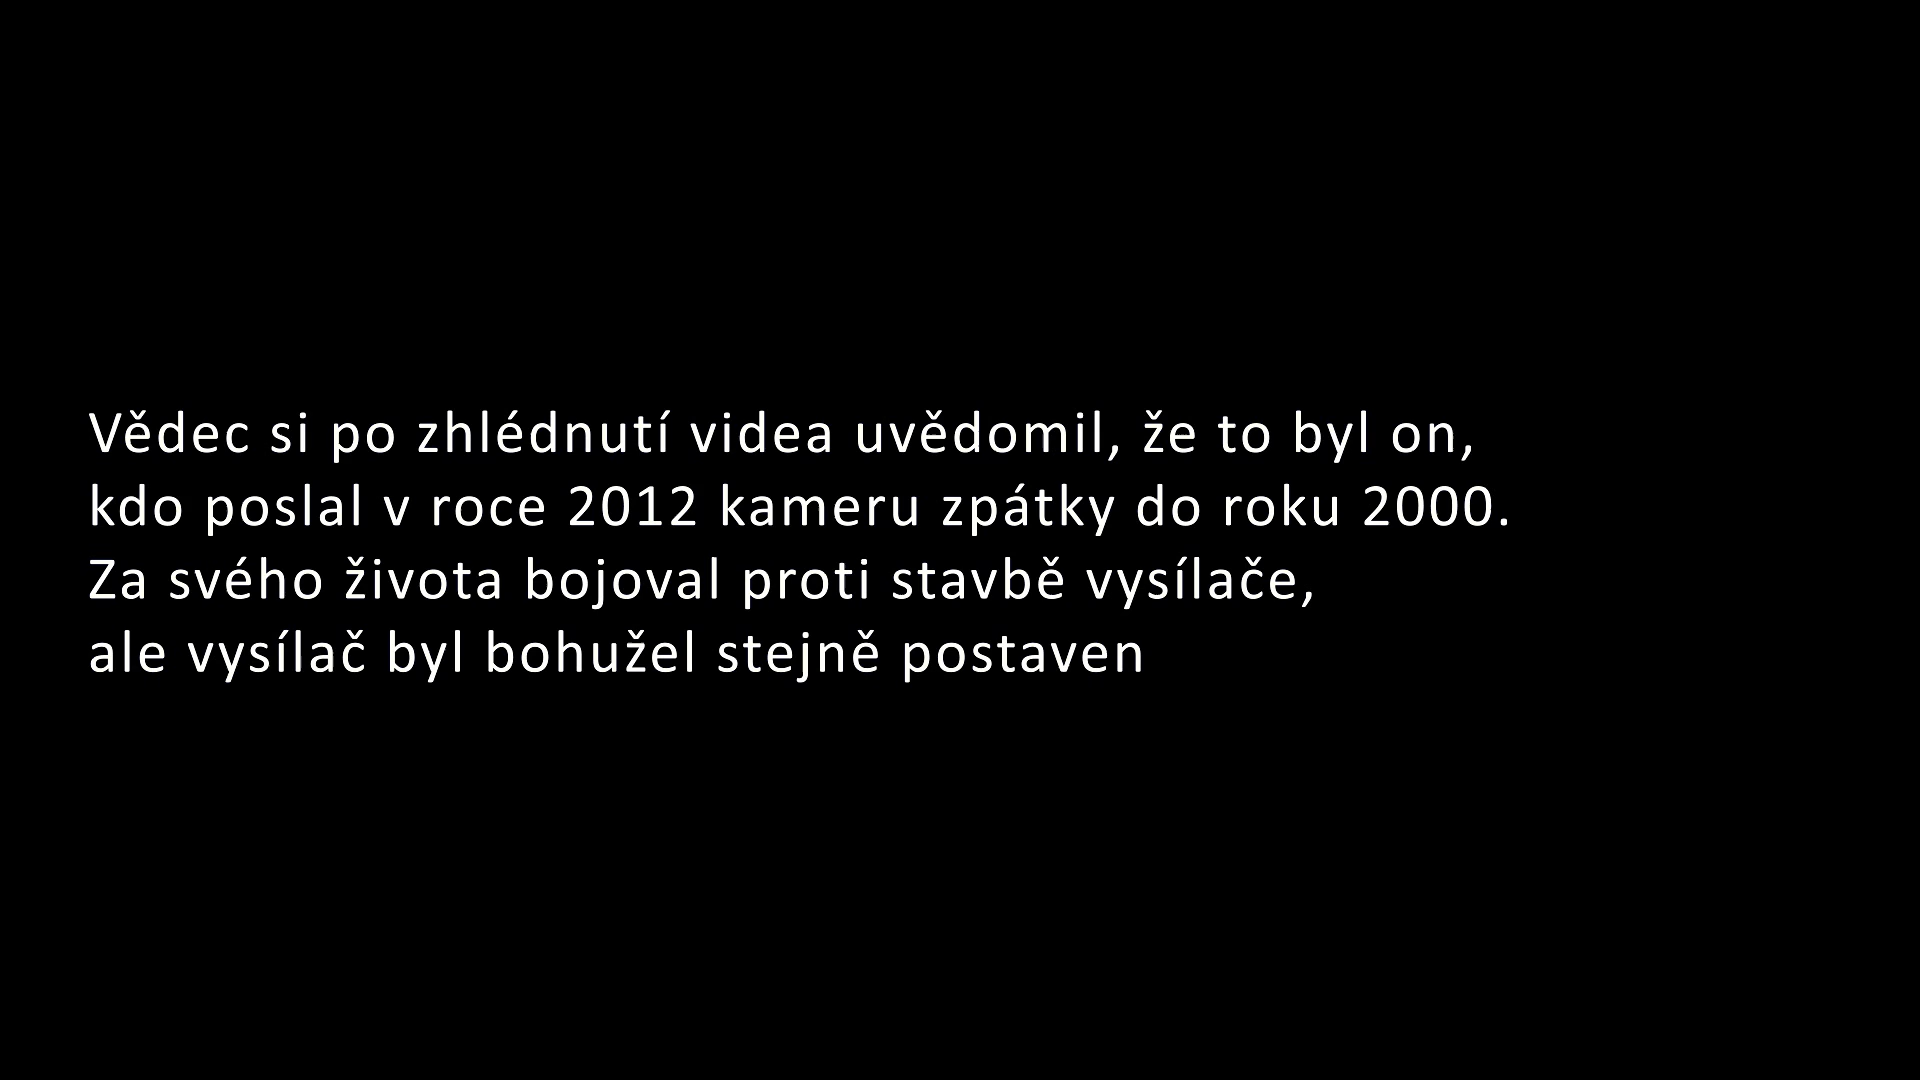 Vědec si po zhlédnutí videa uvědomil, že to byl on,
kdo poslal v roce 2012 kameru zpátky do roku 2000.
Za svého života bojoval proti stavbě vysílače,
ale vysílač byl bohužel stejně postaven